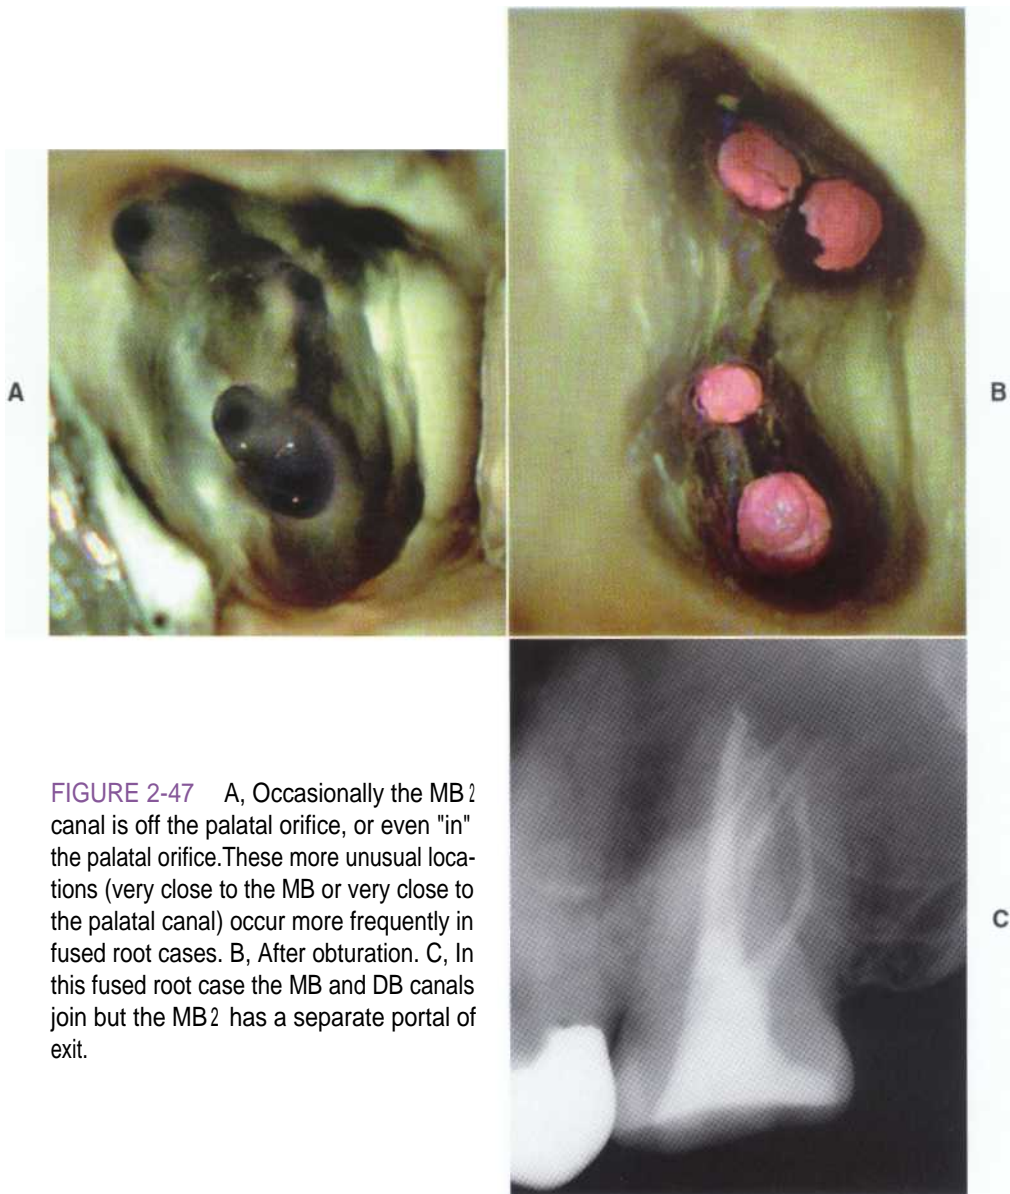 A
B
FIGURE 2-47 A, Occasionally the MB2
canal is off the palatal orifice, or even "in"
the palatal orifice.These more unusual loca-
tions (very close to the MB or very close to
the palatal canal) occur more frequently in
fused root cases. B, After obturation. C, In
this fused root case the MB and DB canals
join but the MB2 has a separate portal of
exit.
C